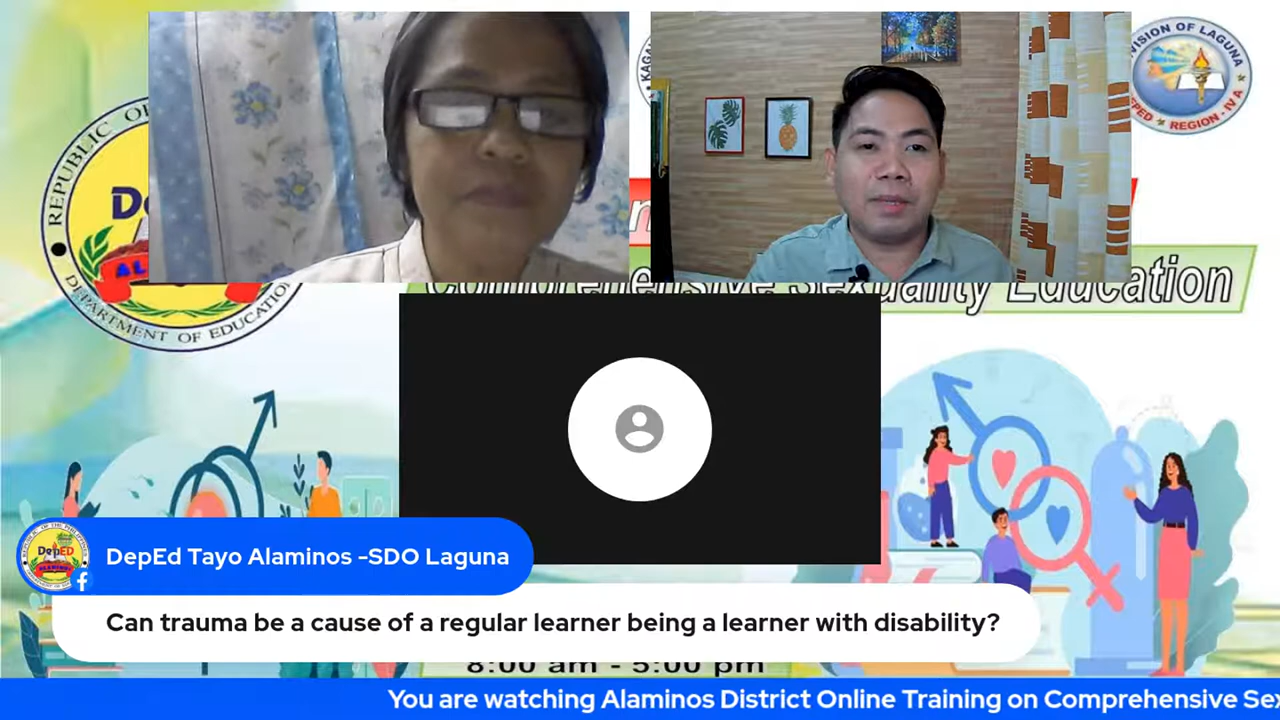 REPUBLIC OF
DEPARTMENT OF EDUCATION
DIVISION OF LAGUNA
REGION - IV A
Comprehensive Sexuality Education
DepEd Tayo Alaminos -SDO Laguna
Can trauma be a cause of a regular learner being a learner with disability?
8:00 am - 5:00 pm
You are watching Alaminos District Online Training on Comprehensive Sex